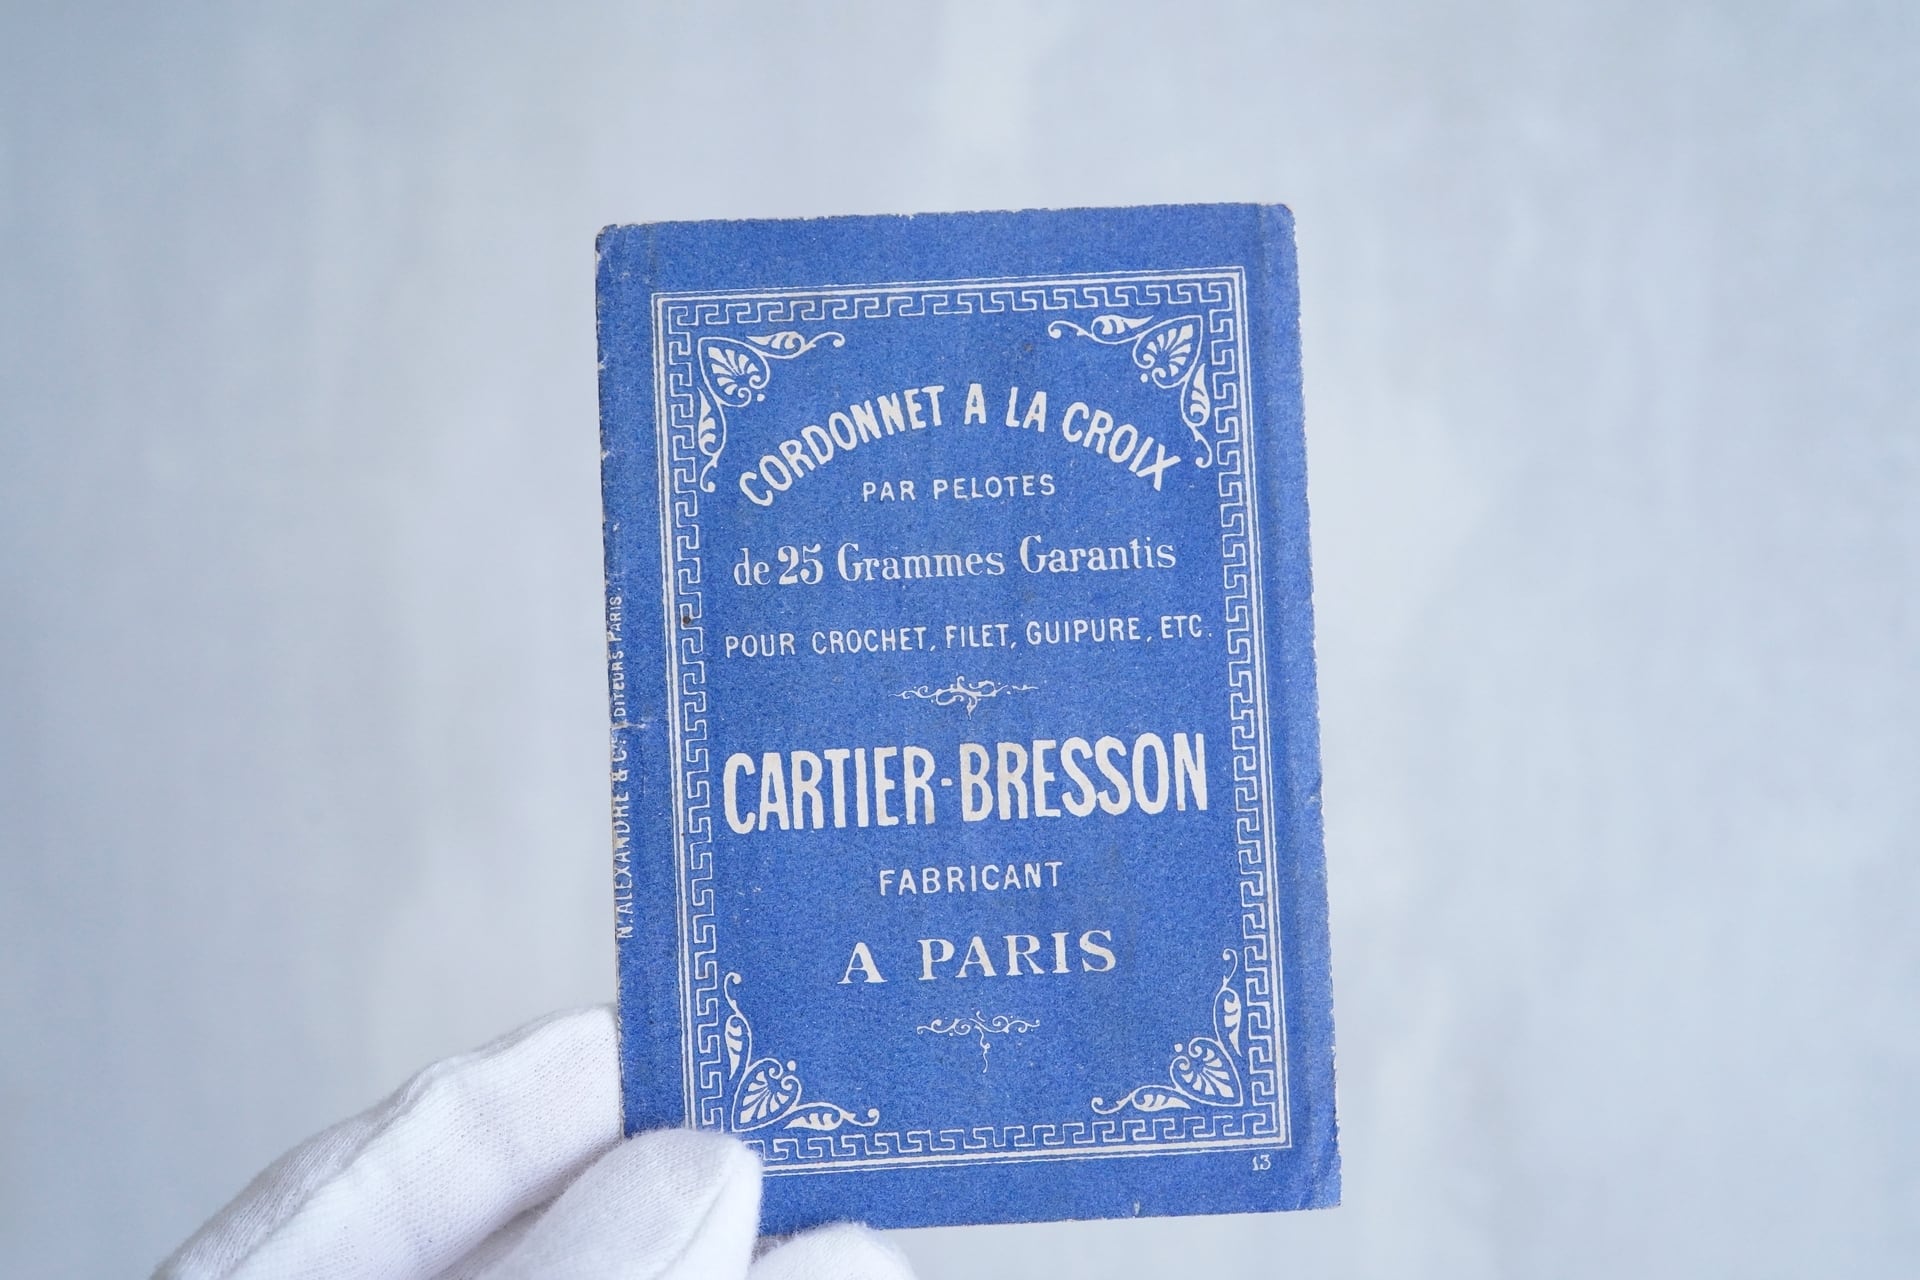 CORDONNET A LA CROIX
PAR PELOTES
de 25 Grammes Garantis
POUR CROCHET, FILET, GUIPURE, ETC.
CARTIER-BRESSON
FABRICANT
A PARIS
13
N. ALEXANDRE & Cie. DITEURS PARIS.